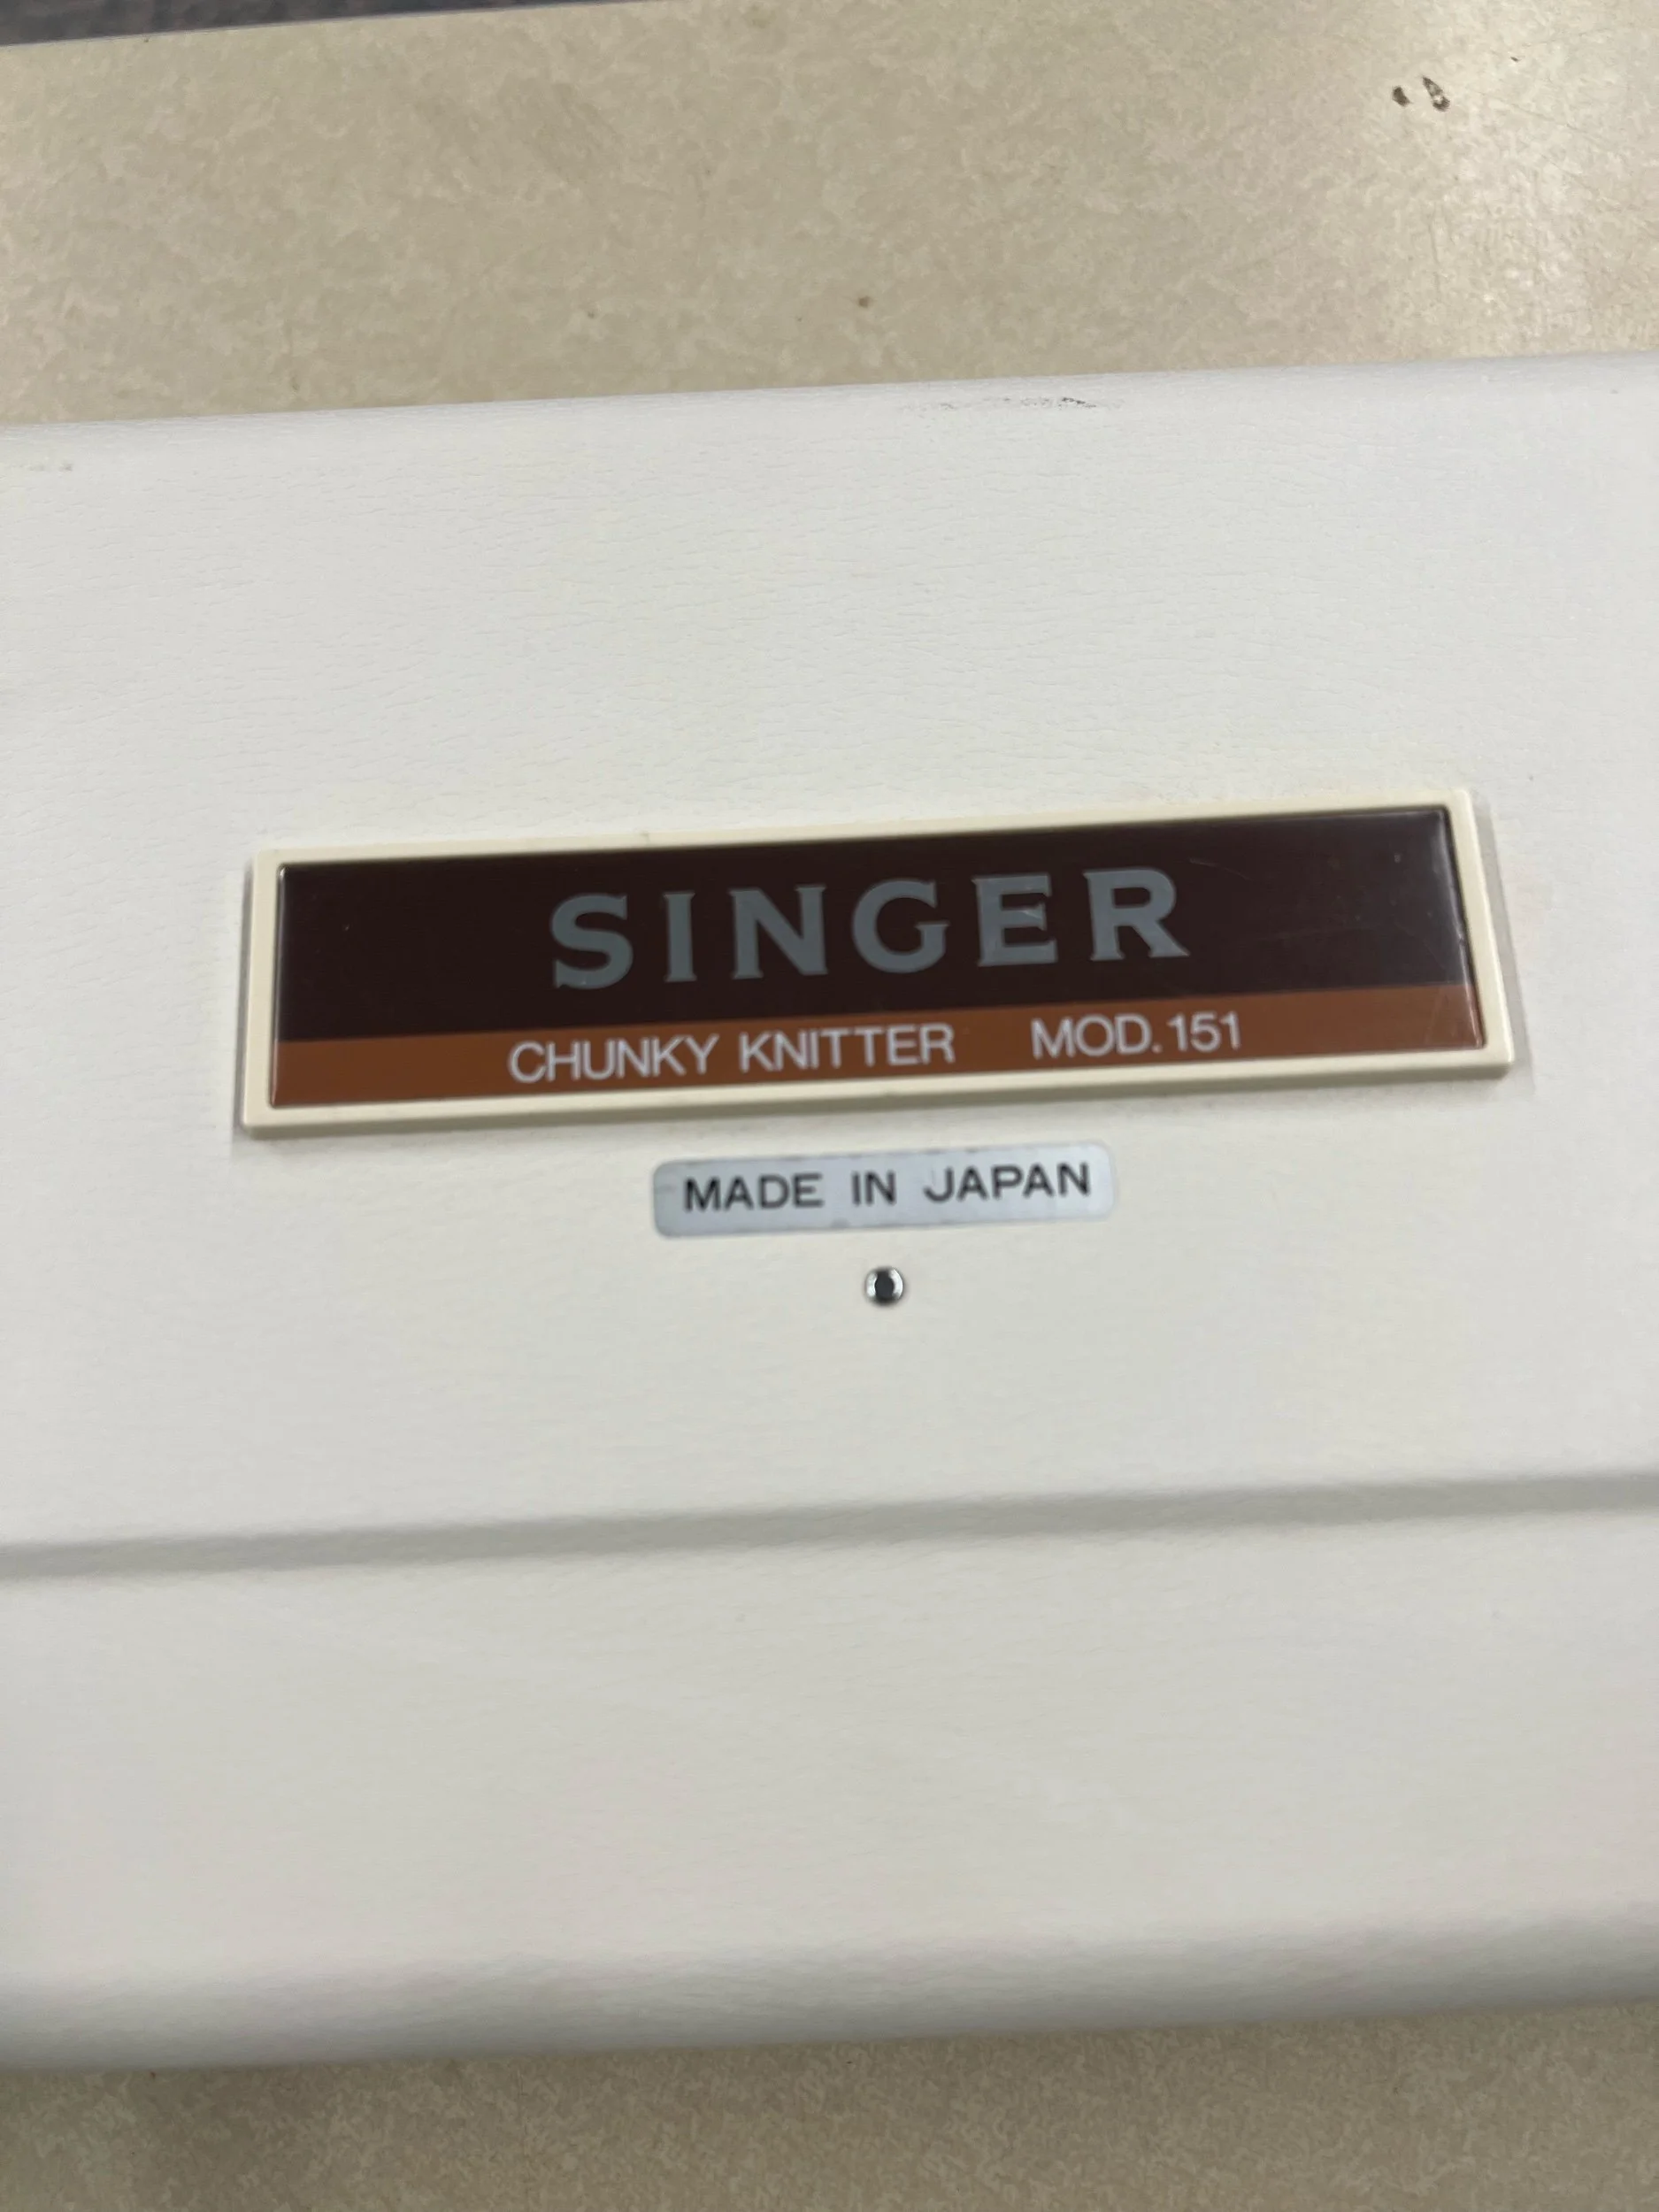 SINGER
CHUNKY KNITTER MOD. 151
MADE IN JAPAN